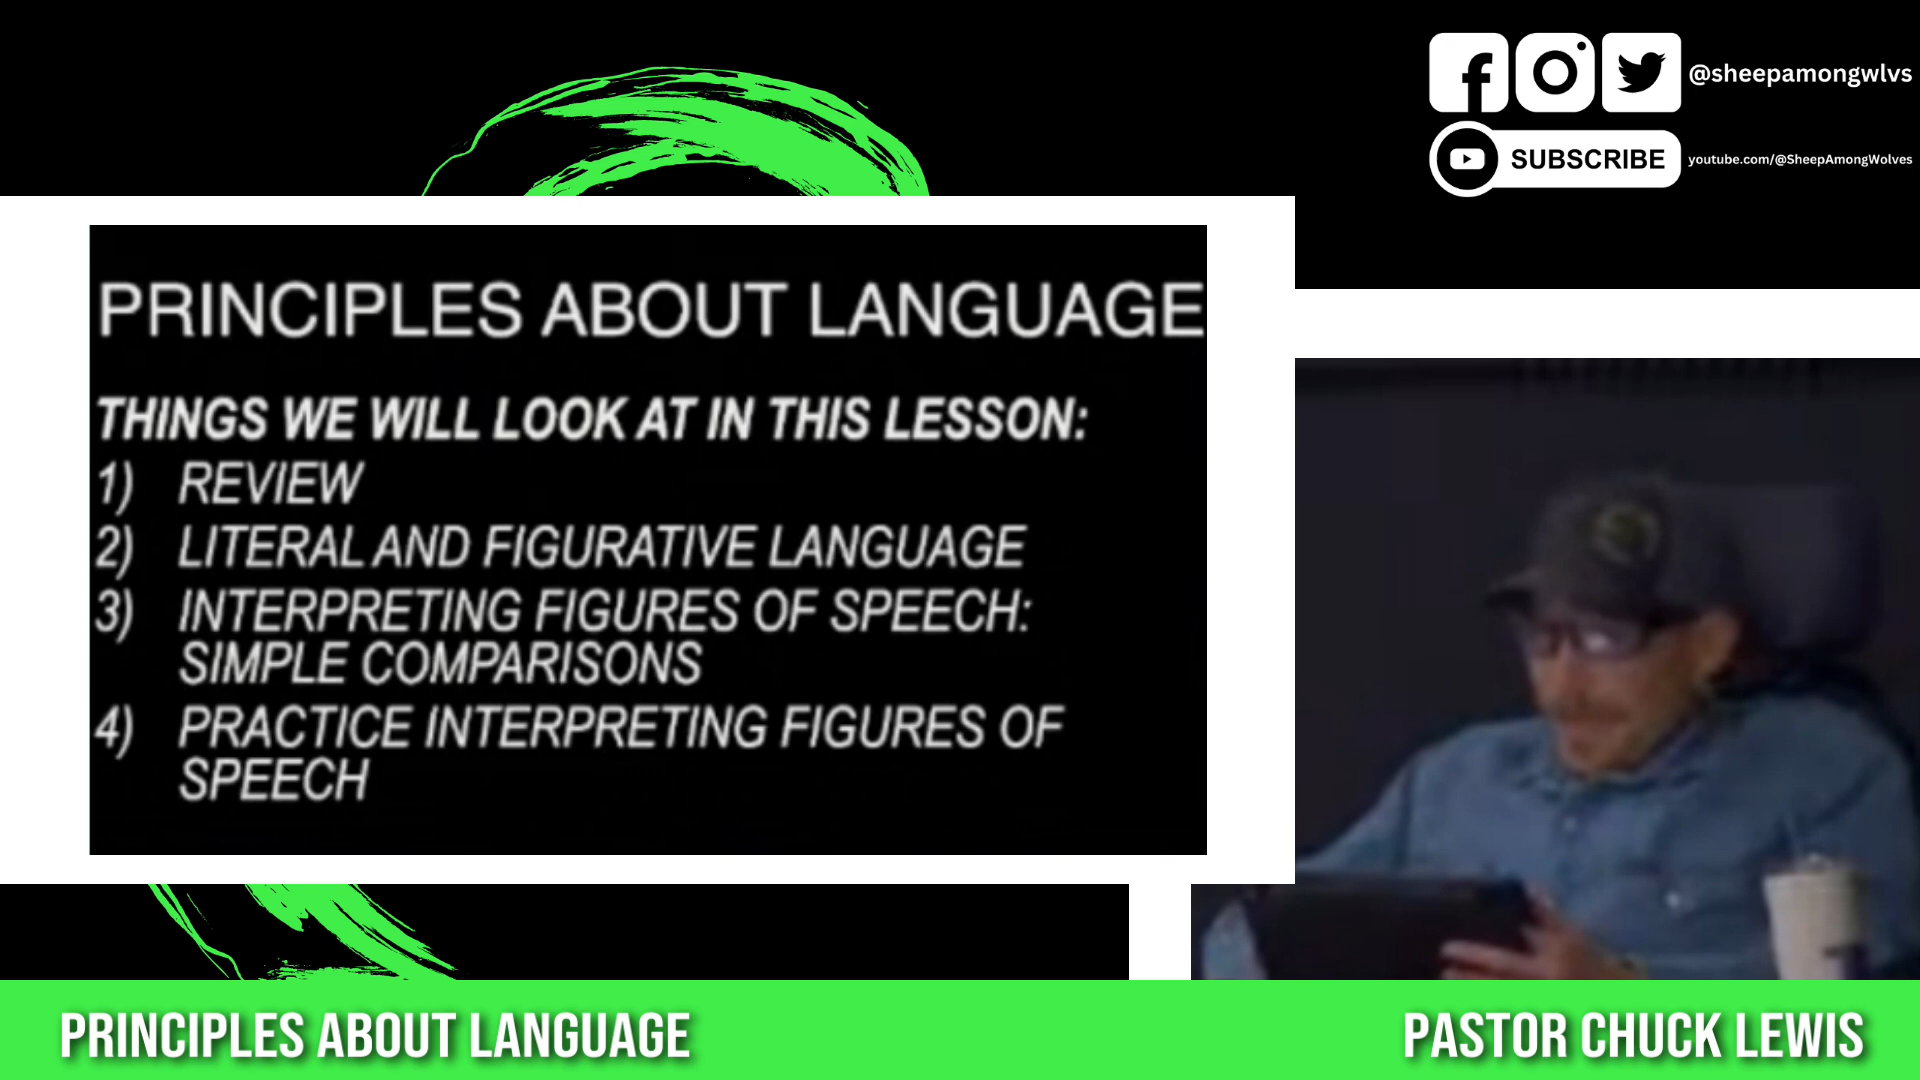 @sheepamongwlvs
SUBSCRIBE
youtube.com/@SheepAmongWolves
PRINCIPLES ABOUT LANGUAGE
THINGS WE WILL LOOK AT IN THIS LESSON:
1) REVIEW
2) LITERAL AND FIGURATIVE LANGUAGE
3) INTERPRETING FIGURES OF SPEECH:
SIMPLE COMPARISONS
4) PRACTICE INTERPRETING FIGURES OF
SPEECH
PRINCIPLES ABOUT LANGUAGE
PASTOR CHUCK LEWIS